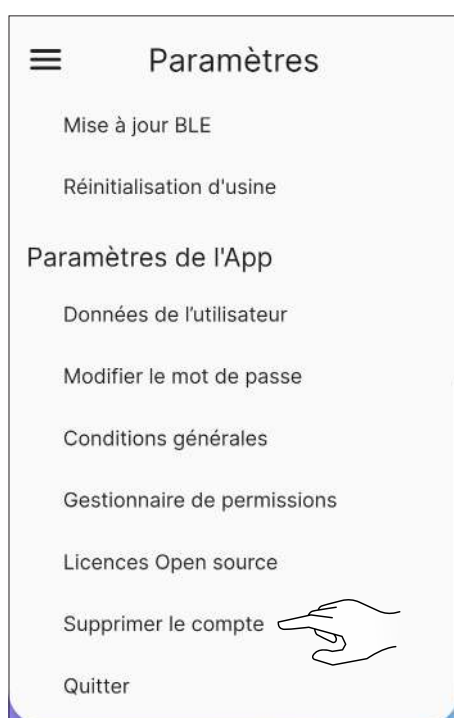 Paramètres
Mise à jour BLE
Réinitialisation d'usine
Paramètres de l'App
Données de l'utilisateur
Modifier le mot de passe
Conditions générales
Gestionnaire de permissions
Licences Open source
Supprimer le compte
Quitter